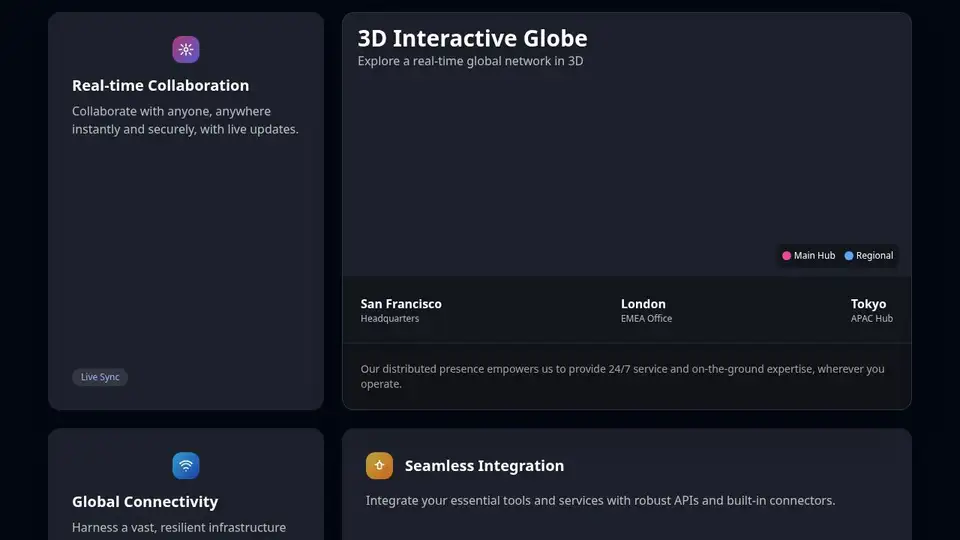 Real-time Collaboration
Collaborate with anyone, anywhere
instantly and securely, with live updates.
Live Sync
3D Interactive Globe
Explore a real-time global network in 3D
Main Hub
Regional
San Francisco
Headquarters
London
EMEA Office
Tokyo
APAC Hub
Our distributed presence empowers us to provide 24/7 service and on-the-ground expertise, wherever you
operate.
Global Connectivity
Harness a vast, resilient infrastructure
Seamless Integration
Integrate your essential tools and services with robust APIs and built-in connectors.